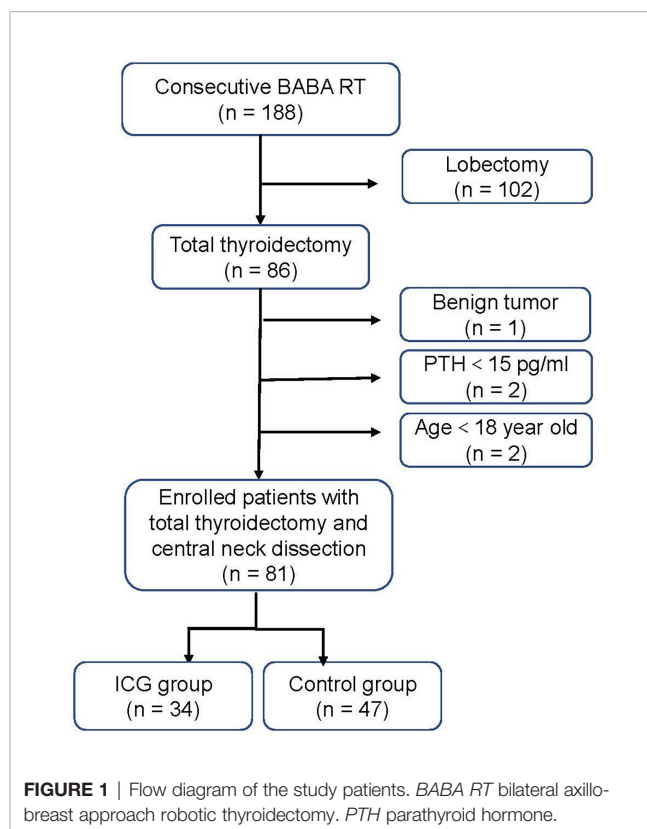 Consecutive BABA RT
(n = 188)
Lobectomy
(n = 102)
Total thyroidectomy
(n = 86)
Benign tumor
(n = 1)
PTH < 15 pg/ml
(n = 2)
Age < 18 year old
(n = 2)
Enrolled patients with
total thyroidectomy and
central neck dissection
(n = 81)
ICG group
(n = 34)
Control group
(n = 47)
FIGURE 1 | Flow diagram of the study patients. BABA RT bilateral axillo-
breast approach robotic thyroidectomy. PTH parathyroid hormone.